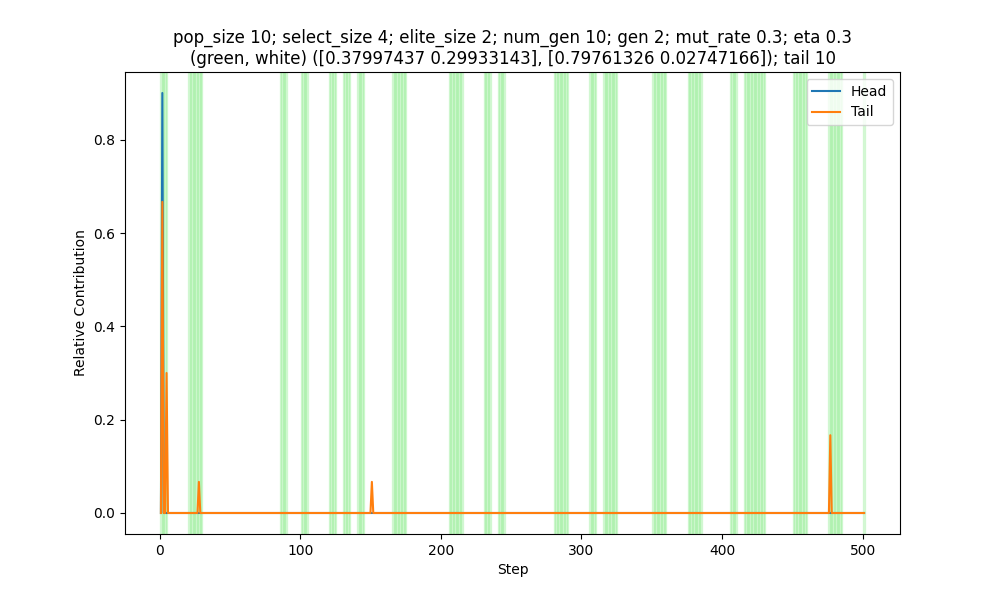 pop_size 10; select_size 4; elite_size 2; num_gen 10; gen 2; mut_rate 0.3; eta 0.3
(green, white) ([0.37997437 0.29933143], [0.79761326 0.02747166]); tail 10
Head
Tail
Relative Contribution
0.8
0.6
0.4
0.2
0.0
0 100 200 300 400 500
Step